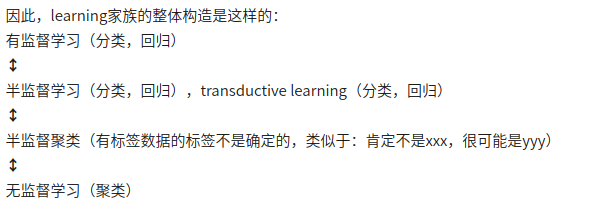 因此，learning家族的整体构造是这样的：
有监督学习（分类，回归）
↕
半监督学习（分类，回归），transductive learning（分类，回归）
↕
半监督聚类（有标签数据的标签不是确定的，类似于：肯定不是xxx，很可能是yyy）
↕
无监督学习（聚类）